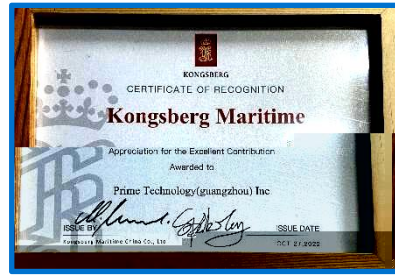 KONGSBERG
CERTIFICATE OF RECOGNITION
Kongsberg Maritime
Appreciation for the Excellent Contribution
Awarded to
Prime Technology(guangzhou) Inc
ISSUE BY
ISSUE DATE
Kongsberg Maritime China Co., Ltd
OCT 27,2022